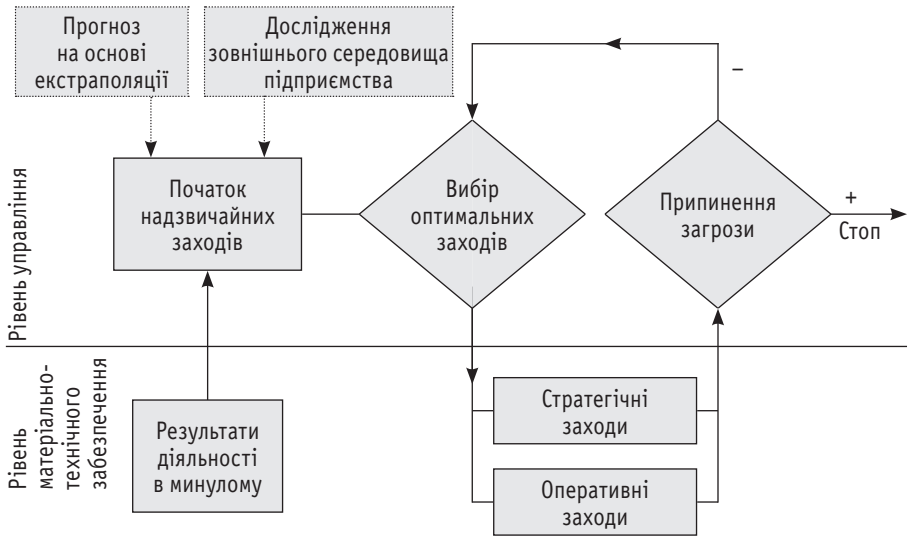 Прогноз
на основі
екстраполяції
Дослідження
зовнішнього середовища
підприємства
–
Початок
надзвичайних
заходів
Вибір
оптимальних
заходів
Припинення
загрози
+
Стоп
Рівень управління
Рівень
матеріально-
технічного
забезпечення
Результати
діяльності
в минулому
Стратегічні
заходи
Оперативні
заходи